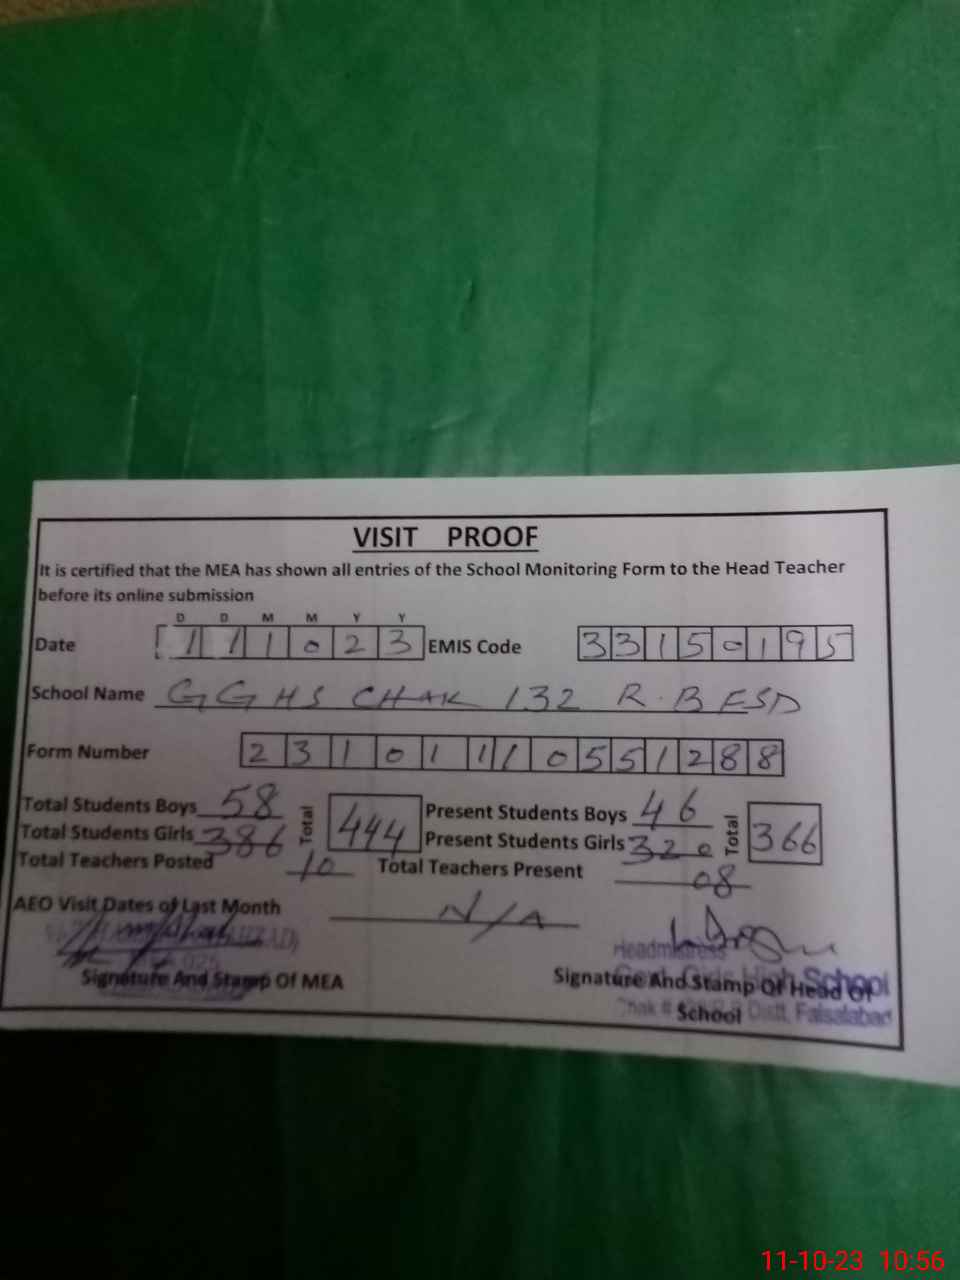 VISIT PROOF
It is certified that the MEA has shown all entries of the School Monitoring Form to the Head Teacher
before its online submission
D D M M Y Y
Date 1 1 1 0 2 3 EMIS Code 3 3 1 5 0 1 9 5
School Name GGHS CHAK 132 R.B FSD
Form Number 2 3 1 0 1 1 1 0 5 5 1 2 8 8
Total Students Boys 58 Total 444 Present Students Boys 46 Total 366
Total Students Girls 386 Present Students Girls 320
Total Teachers Posted 10 Total Teachers Present 08
AEO Visit Dates of Last Month N/A
Headmistress
Signature And Stamp Of MEA Signature And Stamp Of Head Of School
Girls High School
Chak # Distt, Faisalabad
11-10-23 10:56